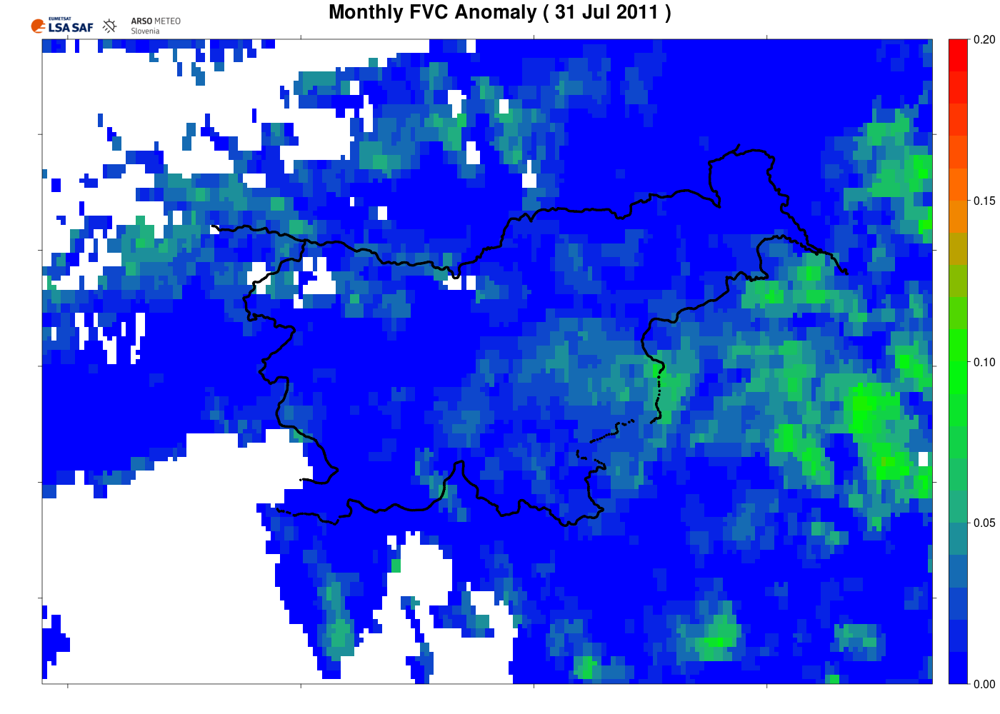 Monthly FVC Anomaly ( 31 Jul 2011 )
EUMETSAT
LSA SAF
ARSO METEO
Slovenia
0.20
0.15
0.10
0.05
0.00